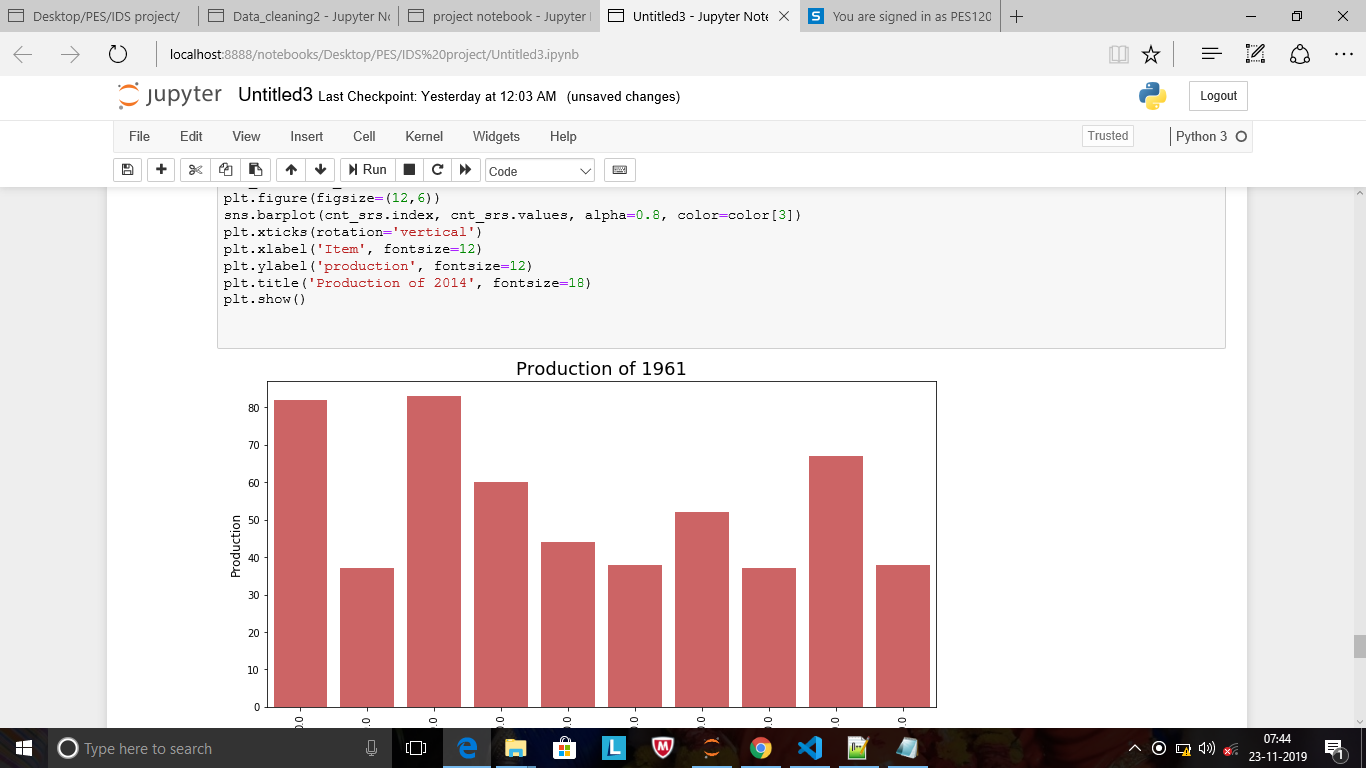 Desktop/PES/IDS project/
Data_cleaning2 - Jupyter No
project notebook - Jupyter
Untitled3 - Jupyter Note
You are signed in as PES120
localhost:8888/notebooks/Desktop/PES/IDS%20project/Untitled3.ipynb
jupyter Untitled3 Last Checkpoint: Yesterday at 12:03 AM (unsaved changes)
Logout
File Edit View Insert Cell Kernel Widgets Help
Trusted
Python 3
Run
Code
plt.figure(figsize=(12,6))
sns.barplot(cnt_srs.index, cnt_srs.values, alpha=0.8, color=color[3])
plt.xticks(rotation='vertical')
plt.xlabel('Item', fontsize=12)
plt.ylabel('production', fontsize=12)
plt.title('Production of 2014', fontsize=18)
plt.show()
Production of 1961
Production
80
70
60
50
40
30
20
10
0
Type here to search
07:44
23-11-2019
1